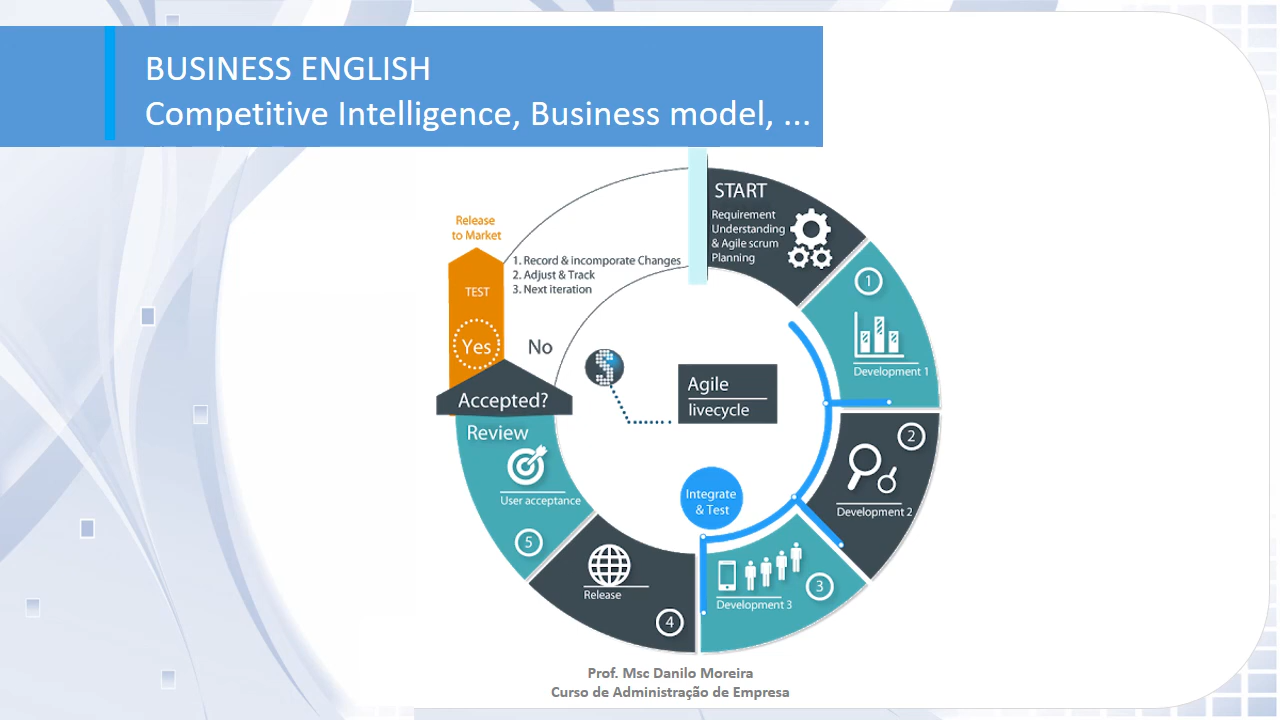 BUSINESS ENGLISH
Competitive Intelligence, Business model, ...
START
Requirement
Understanding
& Agile scrum
Planning
1
Development 1
2
Development 2
3
Development 3
4
Release
5
Review
User acceptance
Accepted?
Yes
No
TEST
Release
to Market
1. Record & incomporate Changes
2. Adjust & Track
3. Next iteration
S
Agile
livecycle
Integrate
& Test
Prof. Msc Danilo Moreira
Curso de Administração de Empresa